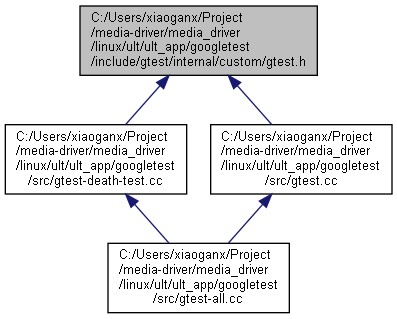 C:/Users/xiaoganx/Project
/media-driver/media_driver
/linux/ult/ult_app/googletest
/include/gtest/internal/custom/gtest.h
C:/Users/xiaoganx/Project
/media-driver/media_driver
/linux/ult/ult_app/googletest
/src/gtest-death-test.cc
C:/Users/xiaoganx/Project
/media-driver/media_driver
/linux/ult/ult_app/googletest
/src/gtest.cc
C:/Users/xiaoganx/Project
/media-driver/media_driver
/linux/ult/ult_app/googletest
/src/gtest-all.cc